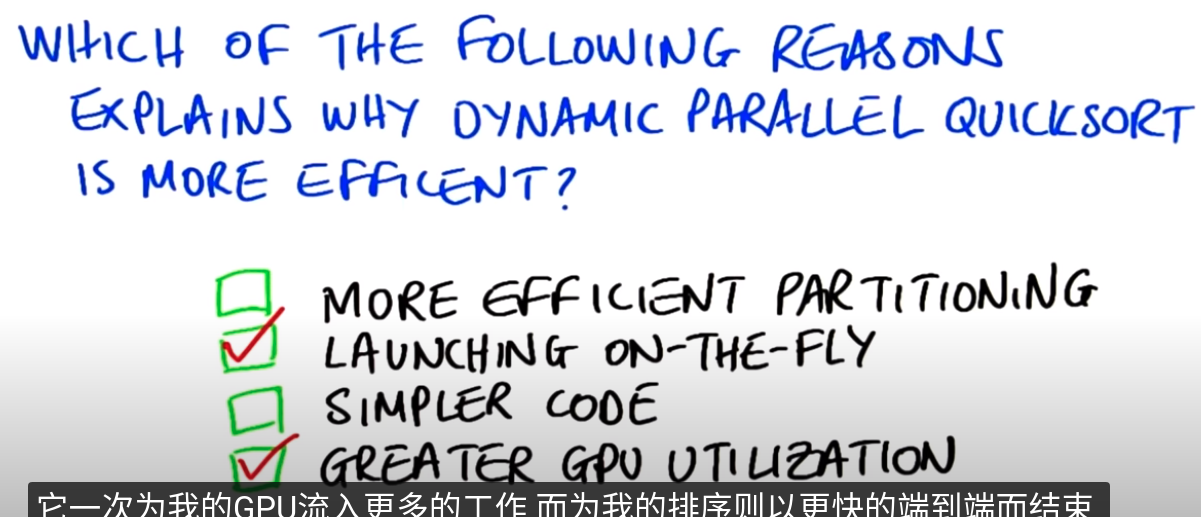 WHICH OF THE FOLLOWING REASONS
EXPLAINS WHY DYNAMIC PARALLEL QUICKSORT
IS MORE EFFICENT?
MORE EFFICIENT PARTITIONING
LAUNCHING ON-THE-FLY
SIMPLER CODE
GREATER GPU UTILIZATION
它一次为我的GPU流入更多的工作 而为我的排序则以更快的端到端而结束